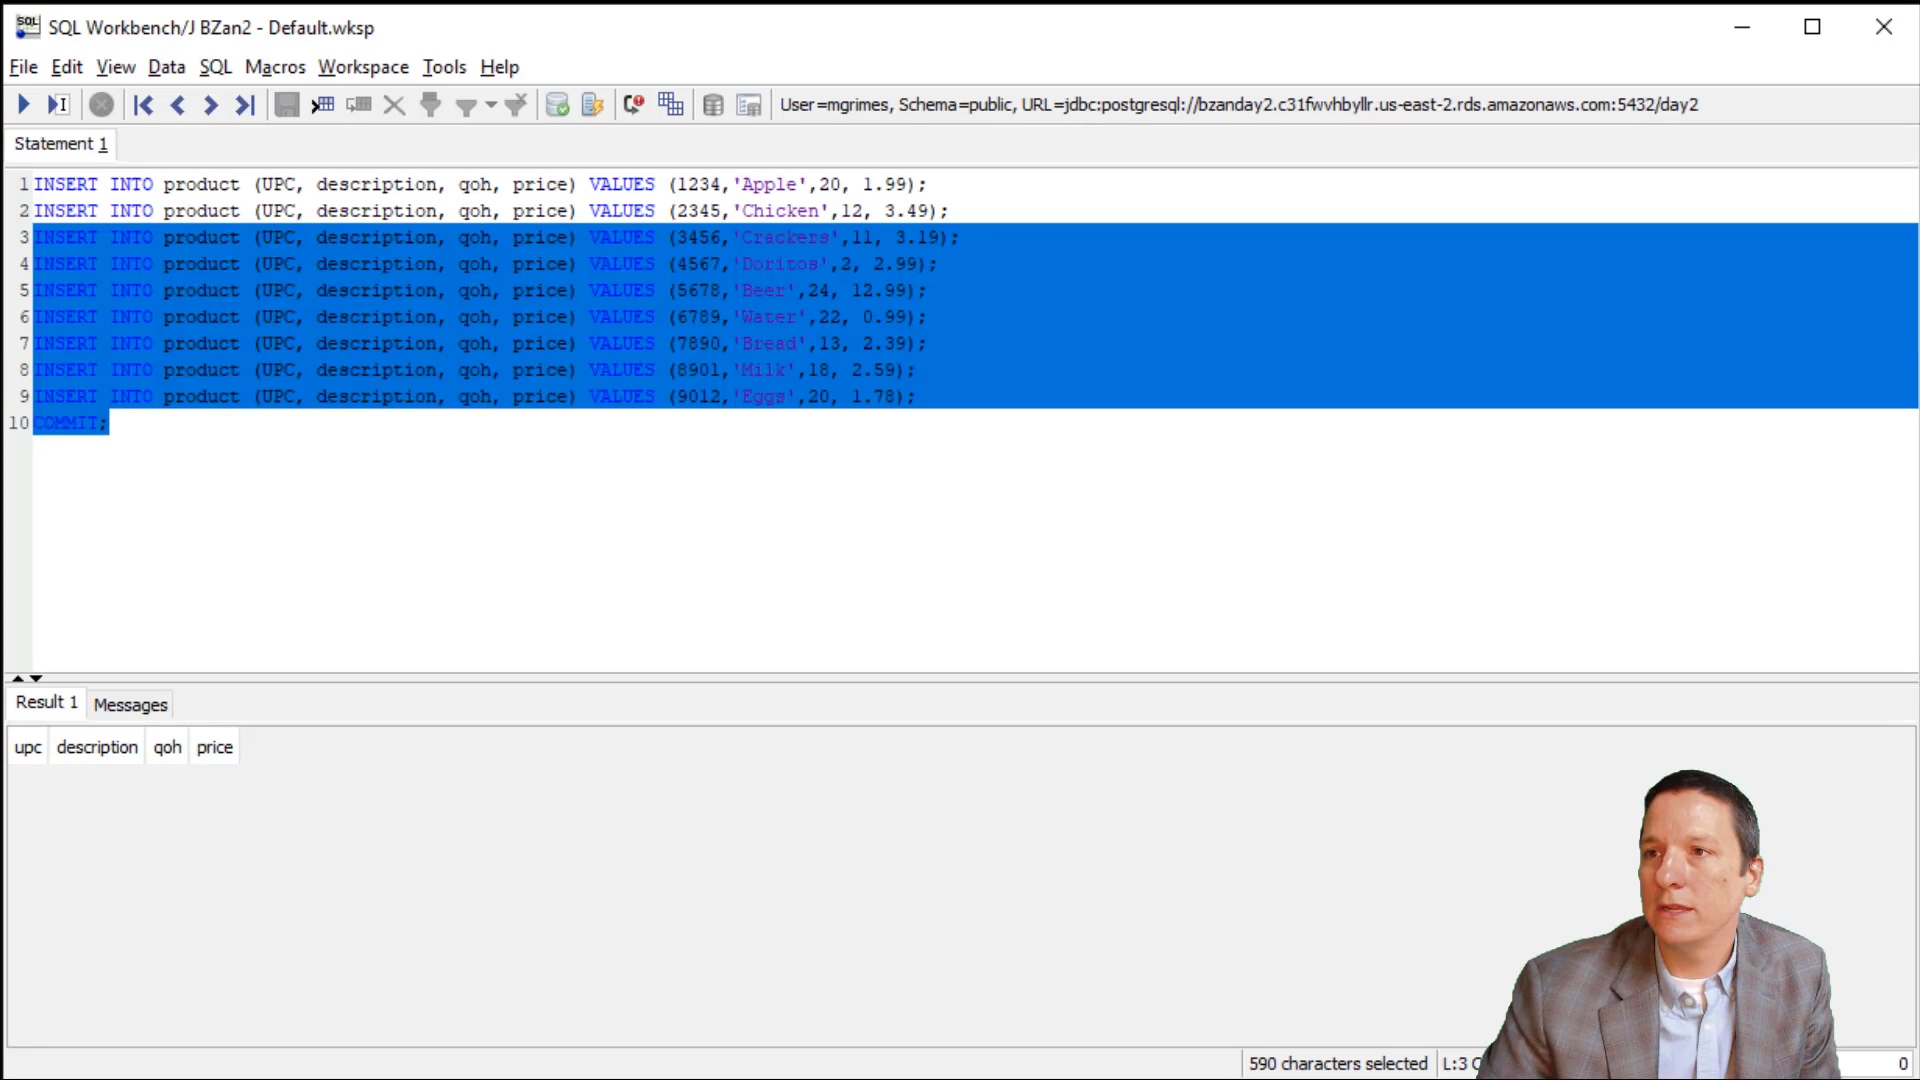 SQL Workbench/J BZan2 - Default.wksp
File Edit View Data SQL Macros Workspace Tools Help
User=mgrimes, Schema=public, URL=jdbc:postgresql://bzanday2.c31fwvhbyllr.us-east-2.rds.amazonaws.com:5432/day2
Statement 1
1 INSERT INTO product (UPC, description, qoh, price) VALUES (1234,'Apple',20, 1.99);
2 INSERT INTO product (UPC, description, qoh, price) VALUES (2345,'Chicken',12, 3.49);
3 INSERT INTO product (UPC, description, qoh, price) VALUES (3456,'Crackers',11, 3.19);
4 INSERT INTO product (UPC, description, qoh, price) VALUES (4567,'Doritos',2, 2.99);
5 INSERT INTO product (UPC, description, qoh, price) VALUES (5678,'Beer',24, 12.99);
6 INSERT INTO product (UPC, description, qoh, price) VALUES (6789,'Water',22, 0.99);
7 INSERT INTO product (UPC, description, qoh, price) VALUES (7890,'Bread',13, 2.39);
8 INSERT INTO product (UPC, description, qoh, price) VALUES (8901,'Milk',18, 2.59);
9 INSERT INTO product (UPC, description, qoh, price) VALUES (9012,'Eggs',20, 1.78);
10 COMMIT;
Result 1 Messages
upc description qoh price
590 characters selected L:3 0